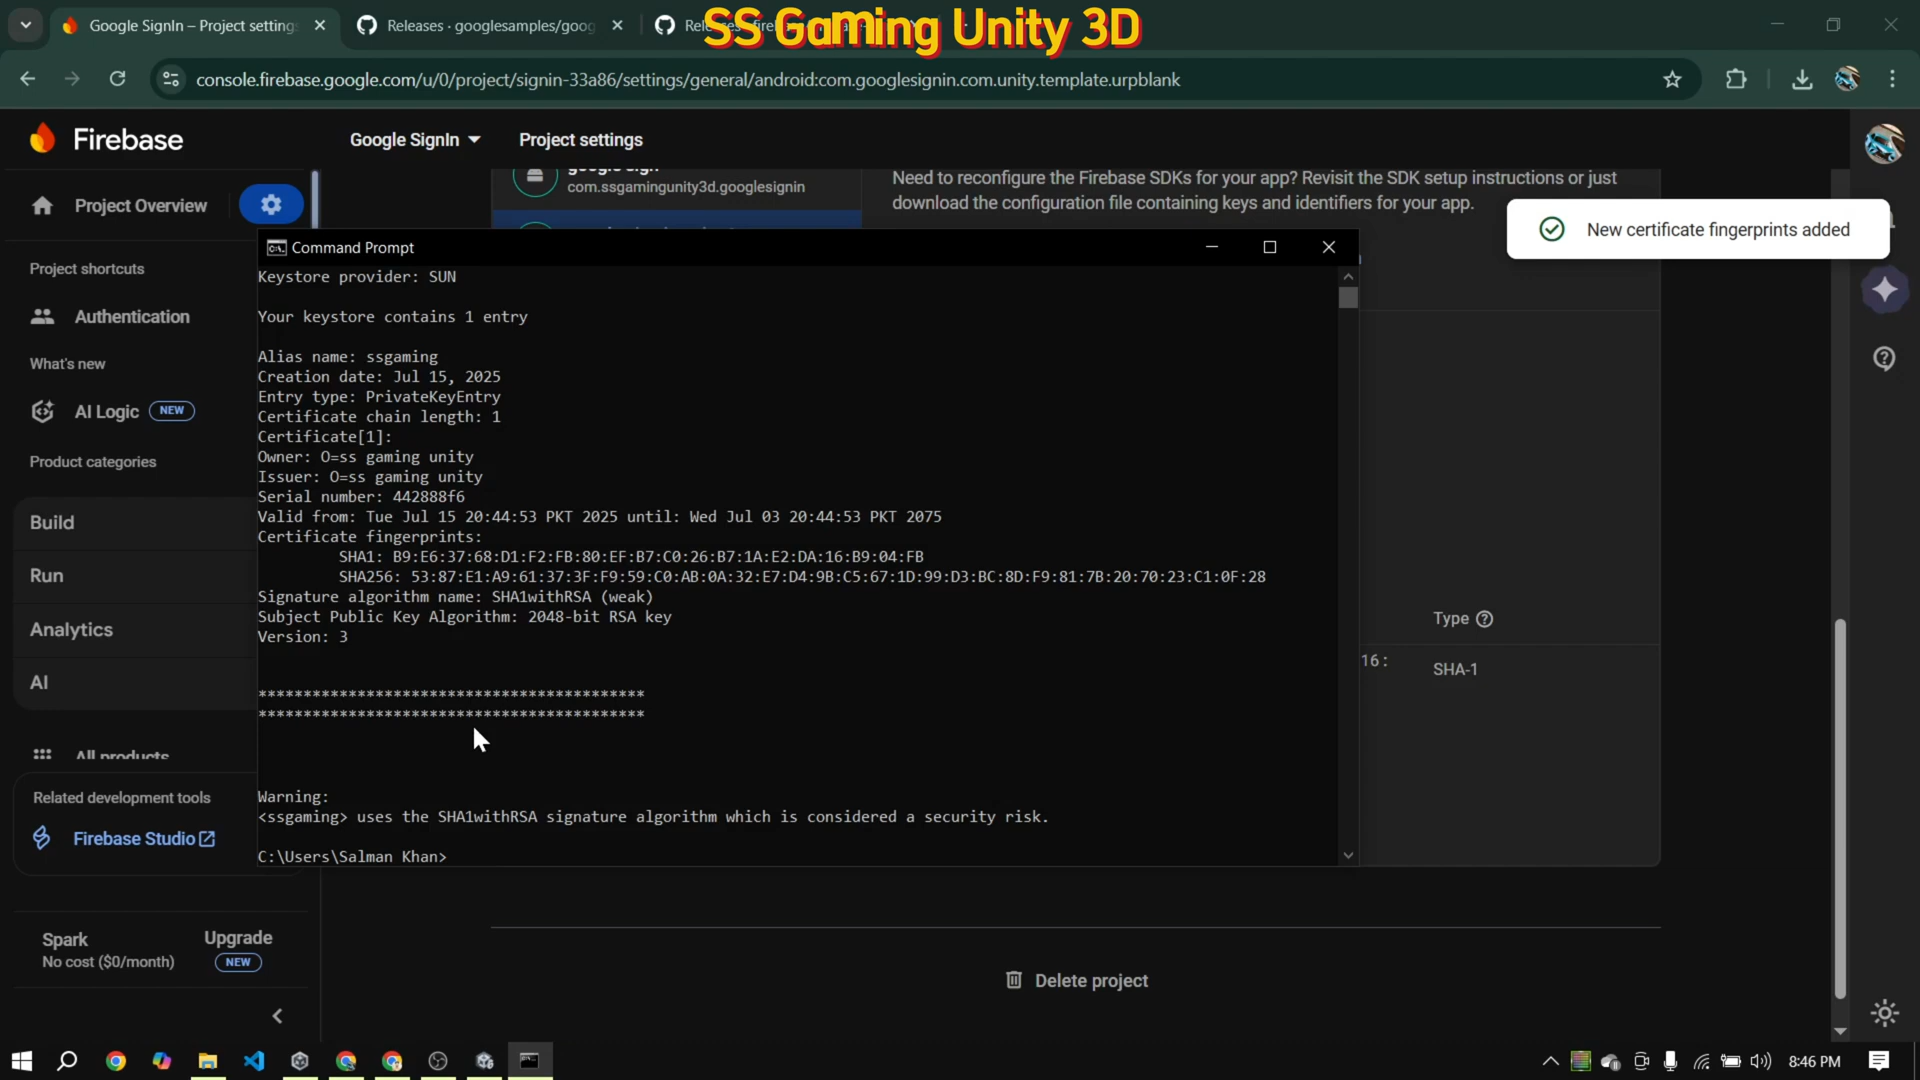 Google SignIn – Project settings
Releases · googlesamples/goog
SS Gaming Unity 3D
console.firebase.google.com/u/0/project/signin-33a86/settings/general/android:com.googlesignin.com.unity.template.urpblank
Firebase
Google SignIn
Project settings
com.ssgamingunity3d.googlesignin
Need to reconfigure the Firebase SDKs for your app? Revisit the SDK setup instructions or just
download the configuration file containing keys and identifiers for your app.
Project Overview
New certificate fingerprints added
Command Prompt
Project shortcuts
Authentication
What's new
AI Logic NEW
Product categories
Build
Run
Analytics
AI
All products
Related development tools
Firebase Studio
Spark
No cost ($0/month)
Upgrade
NEW
Keystore provider: SUN
Your keystore contains 1 entry
Alias name: ssgaming
Creation date: Jul 15, 2025
Entry type: PrivateKeyEntry
Certificate chain length: 1
Certificate[1]:
Owner: O=ss gaming unity
Issuer: O=ss gaming unity
Serial number: 442888f6
Valid from: Tue Jul 15 20:44:53 PKT 2025 until: Wed Jul 03 20:44:53 PKT 2075
Certificate fingerprints:
SHA1: B9:E6:37:68:D1:F2:FB:80:EF:B7:C0:26:B7:1A:E2:DA:16:B9:04:FB
SHA256: 53:87:E1:A9:61:37:3F:F9:59:C0:AB:0A:32:E7:D4:9B:C5:67:1D:99:D3:BC:8D:F9:81:7B:20:70:23:C1:0F:28
Signature algorithm name: SHA1withRSA (weak)
Subject Public Key Algorithm: 2048-bit RSA key
Version: 3
*******************************************
*******************************************
Warning:
<ssgaming> uses the SHA1withRSA signature algorithm which is considered a security risk.
C:\Users\Salman Khan>
Type
16:
SHA-1
Delete project
8:46 PM